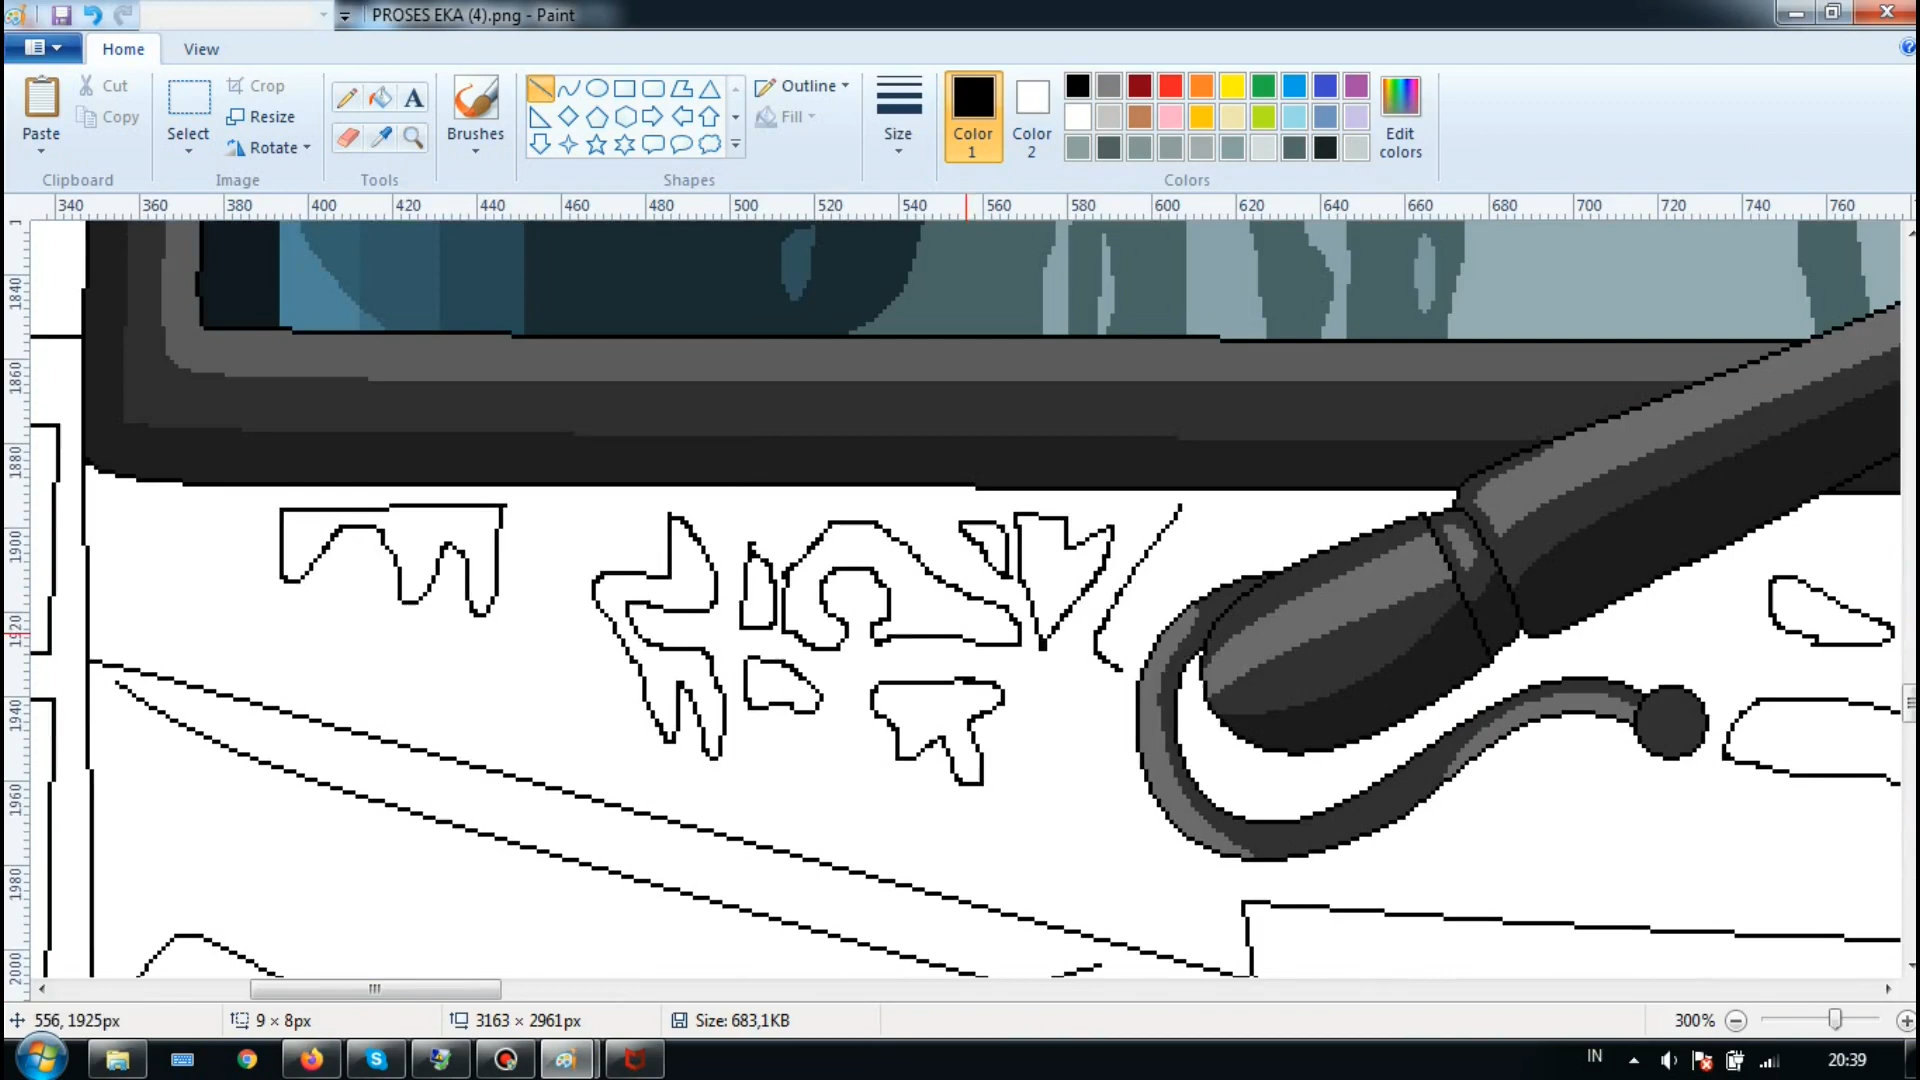 PROSES EKA (4).png - Paint
Home
View
Paste
Cut
Copy
Clipboard
Select
Crop
Resize
Rotate
Image
A
Tools
Brushes
Outline
Fill
Shapes
Size
Color
1
Color
2
Edit
colors
Colors
340 360 380 400 420 440 460 480 500 520 540 560 580 600 620 640 660 680 700 720 740 760
1840
1860
1880
1900
1920
1940
1960
1980
2000
556, 1925px
9 × 8px
3163 × 2961px
Size: 683,1KB
300%
IN
20:39